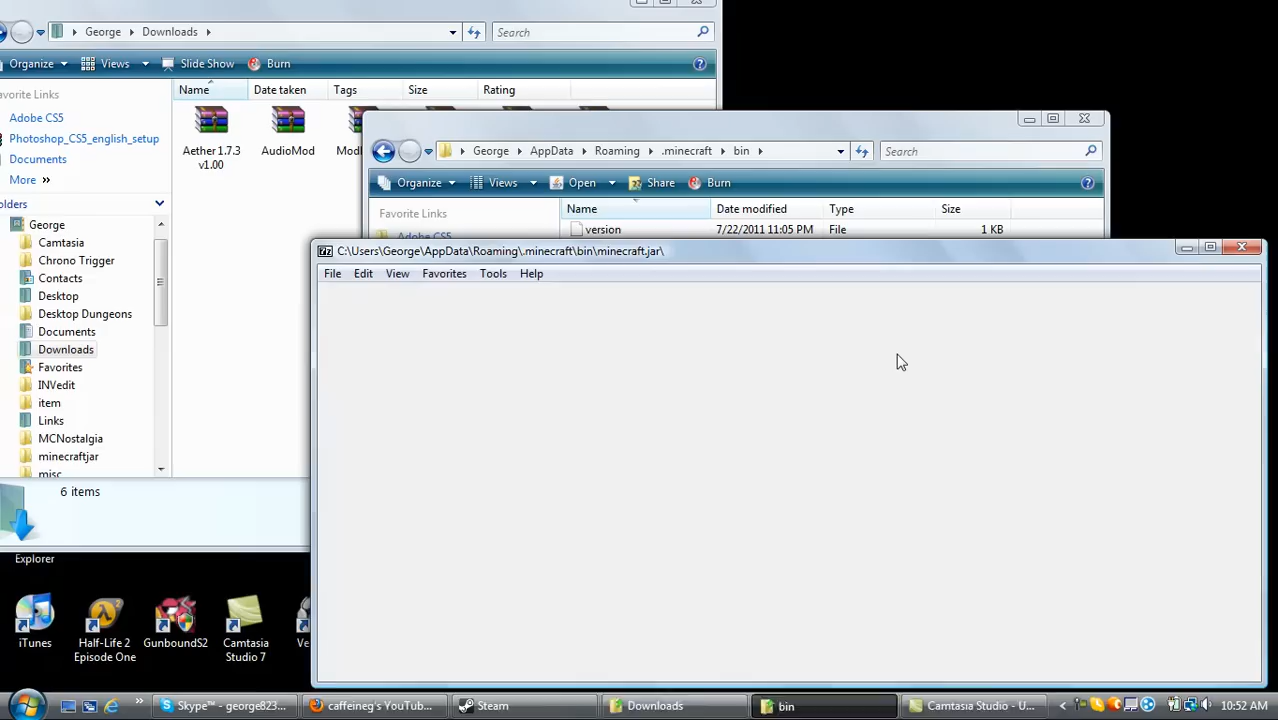 George
Downloads
Search
Organize
Views
Slide Show
Burn
Favorite Links
Adobe CS5
Photoshop_CS5_english_setup
Documents
More »
Name
Date taken
Tags
Size
Rating
Aether 1.7.3
v1.00
AudioMod
olders
George
Camtasia
Chrono Trigger
Contacts
Desktop
Desktop Dungeons
Documents
Downloads
Favorites
INVedit
item
Links
MCNostalgia
minecraftjar
misc
6 items
George
AppData
Roaming
.minecraft
bin
Search
Organize
Views
Open
Share
Burn
Favorite Links
Name
Date modified
Type
Size
version
7/22/2011 11:05 PM
File
1 KB
C:\Users\George\AppData\Roaming\.minecraft\bin\minecraft.jar\
File
Edit
View
Favorites
Tools
Help
Explorer
iTunes
Half-Life 2
Episode One
GunboundS2
Camtasia
Studio 7
Skype™ - george823...
caffeineg's YouTub...
Steam
Downloads
bin
Camtasia Studio - U...
10:52 AM